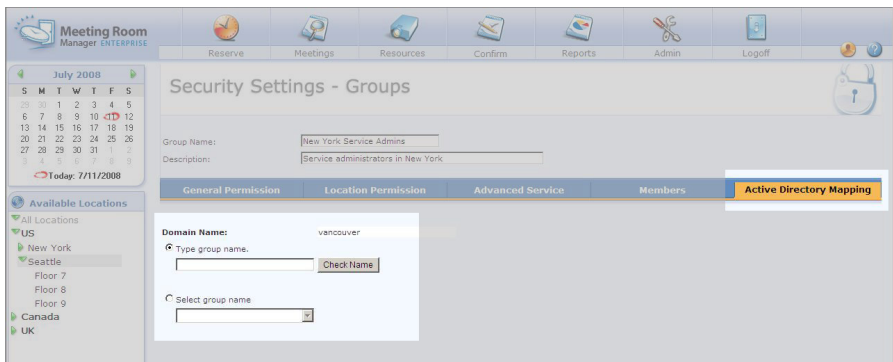 Meeting Room
Manager ENTERPRISE
Reserve Meetings Resources Confirm Reports Admin Logoff
July 2008
S M T W T F S
29 30 1 2 3 4 5
6 7 8 9 10 11 12
13 14 15 16 17 18 19
20 21 22 23 24 25 26
27 28 29 30 31 1 2
3 4 5 6 7 8 9
Today: 7/11/2008
Available Locations
All Locations
US
New York
Seattle
Floor 7
Floor 8
Floor 9
Canada
UK
Security Settings - Groups
Group Name: New York Service Admins
Description: Service administrators in New York
General Permission Location Permission Advanced Service Members Active Directory Mapping
Domain Name: vancouver
Type group name.
Check Name
Select group name